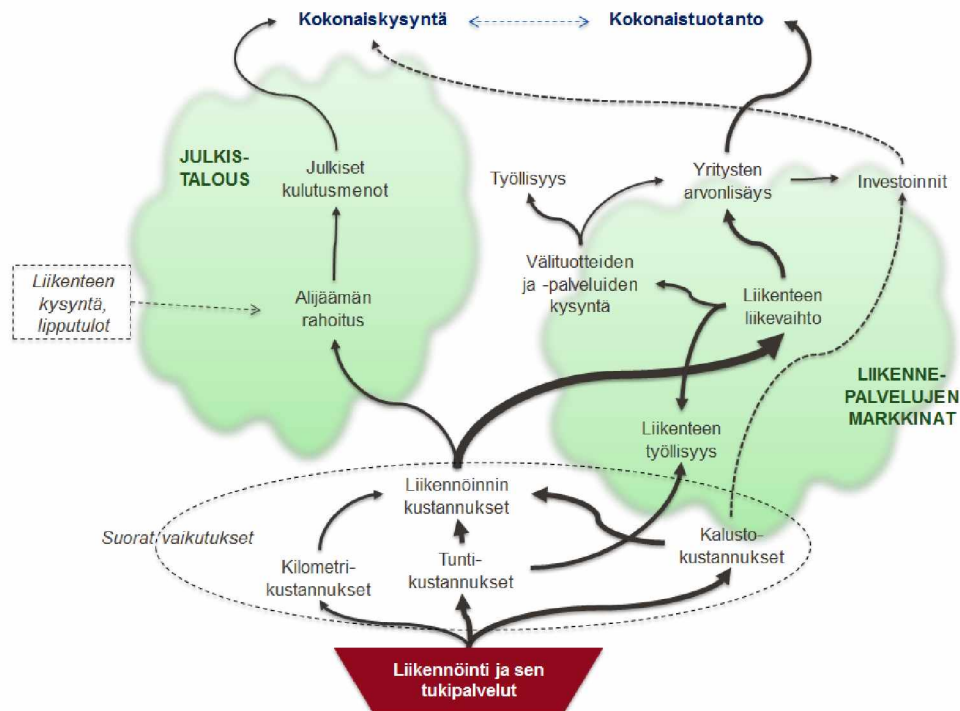 Kokonaiskysyntä
Kokonaistuotanto
JULKIS-
TALOUS
Julkiset
kulutusmenot
Työllisyys
Yritysten
arvonlisäys
Investoinnit
Liikenteen
kysyntä,
lipputulot
Alijäämän
rahoitus
Välituotteiden
ja -palveluiden
kysyntä
Liikenteen
liikevaihto
LIIKENNE-
PALVELUJEN
MARKKINAT
Liikenteen
työllisyys
Liikennöinnin
kustannukset
Suorat vaikutukset
Kilometri-
kustannukset
Tunti-
kustannukset
Kalusto-
kustannukset
Liikennöinti ja sen
tukipalvelut